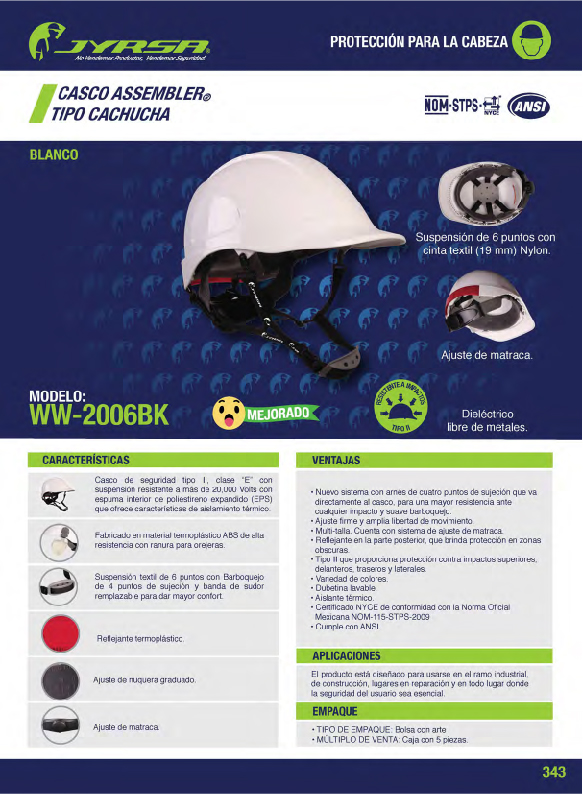 JYRSA®
No Vendemos Productos, Vendemos Seguridad
PROTECCIÓN PARA LA CABEZA
CASCO ASSEMBLER®
TIPO CACHUCHA
NOM-STPS-NYCE
ANSI
BLANCO
Suspensión de 6 puntos con
cinta textil (19 mm) Nylon.
Ajuste de matraca.
MODELO:
WW-2006BK
MEJORADO
RESISTENTE A IMPACTOS
TIPO II
Dieléctrico
libre de metales.
CARACTERÍSTICAS
Casco de seguridad tipo II, clase "E" con
suspensión resistente a más de 20,000 Volts con
espuma interior de poliestireno expandido (EPS)
que ofrece características de aislamiento térmico.
Fabricado en material termoplástico ABS de alta
resistencia con ranura para orejeras.
Suspensión textil de 6 puntos con Barboquejo
de 4 puntos de sujeción y banda de sudor
remplazable para dar mayor confort.
Reflejante termoplástico.
Ajuste de nuquera graduado.
Ajuste de matraca
VENTAJAS
• Nuevo sistema con arnes de cuatro puntos de sujeción que va
directamente al casco, para una mayor resistencia ante
cualquier impacto y suave barboquejo.
• Ajuste firme y amplia libertad de movimiento
• Multi-talla. Cuenta con sistema de ajuste de matraca.
• Reflejante en la parte posterior, que brinda protección en zonas
obscuras.
• Tipo II que proporciona protección contra impactos superiores,
delanteros, traseros y laterales
• Variedad de colores.
• Dubetina lavable
• Aislante térmico.
• Certificado NYCE de conformidad con la Norma Oficial
Mexicana NOM-115-STPS-2009
• Cumple con ANSI
APLICACIONES
El producto está diseñado para usarse en el ramo industrial,
de construcción, lugares en reparación y en todo lugar donde
la seguridad del usuario sea esencial.
EMPAQUE
• TIPO DE EMPAQUE: Bolsa con arte
• MÚLTIPLO DE VENTA: Caja con 5 piezas.
343